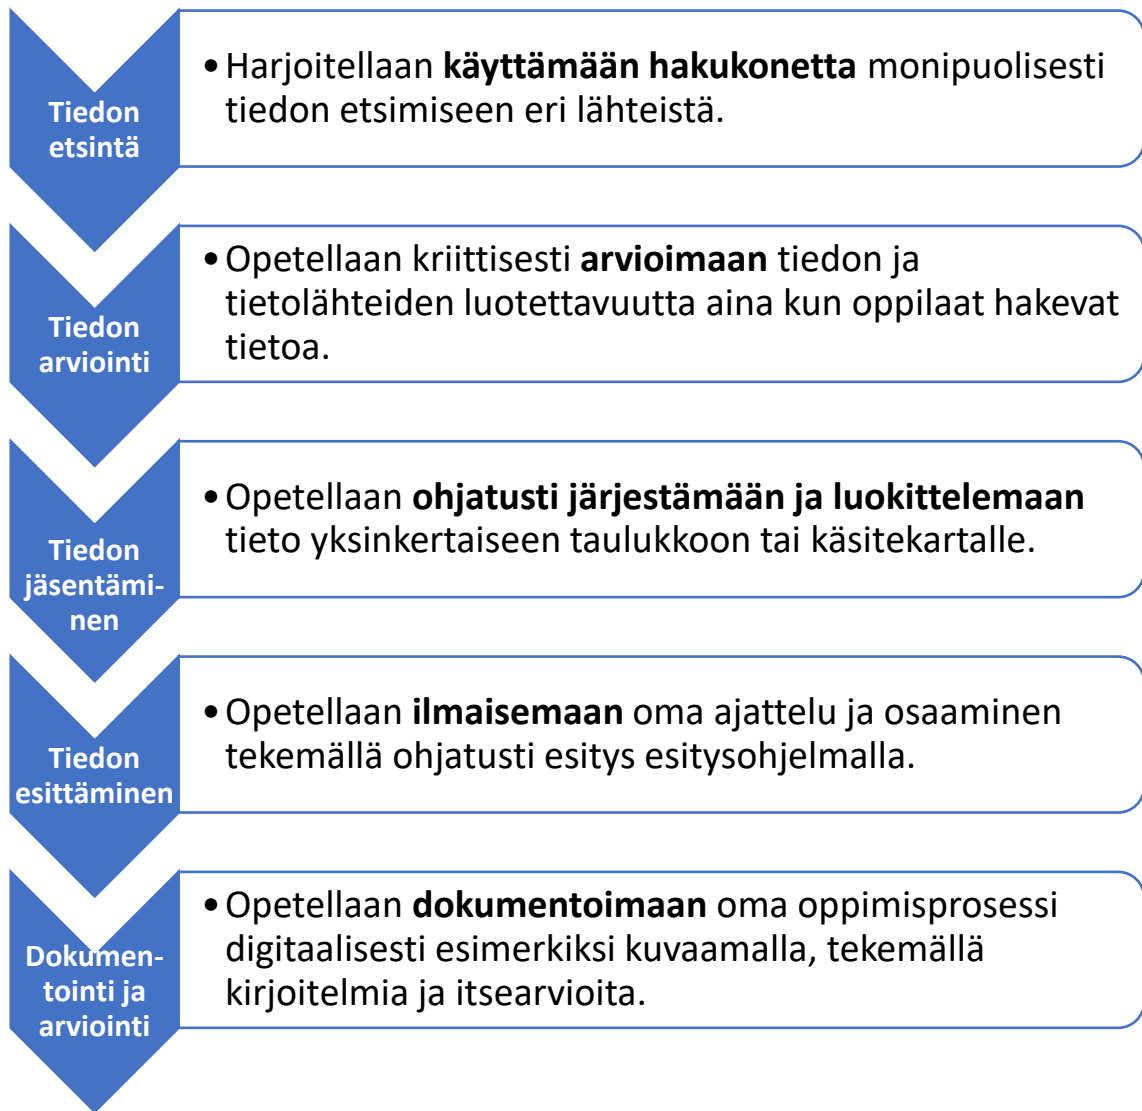 Tiedon
etsintä
• Harjoitellaan käyttämään hakukonetta monipuolisesti
tiedon etsimiseen eri lähteistä.
Tiedon
arviointi
• Opetellaan kriittisesti arvioimaan tiedon ja
tietolähteiden luotettavuutta aina kun oppilaat hakevat
tietoa.
Tiedon
jäsentämi-
nen
• Opetellaan ohjatusti järjestämään ja luokittelemaan
tieto yksinkertaiseen taulukkoon tai käsitekartalle.
Tiedon
esittäminen
• Opetellaan ilmaisemaan oma ajattelu ja osaaminen
tekemällä ohjatusti esitys esitysohjelmalla.
Dokumen-
tointi ja
arviointi
• Opetellaan dokumentoimaan oma oppimisprosessi
digitaalisesti esimerkiksi kuvaamalla, tekemällä
kirjoitelmia ja itsearvioita.